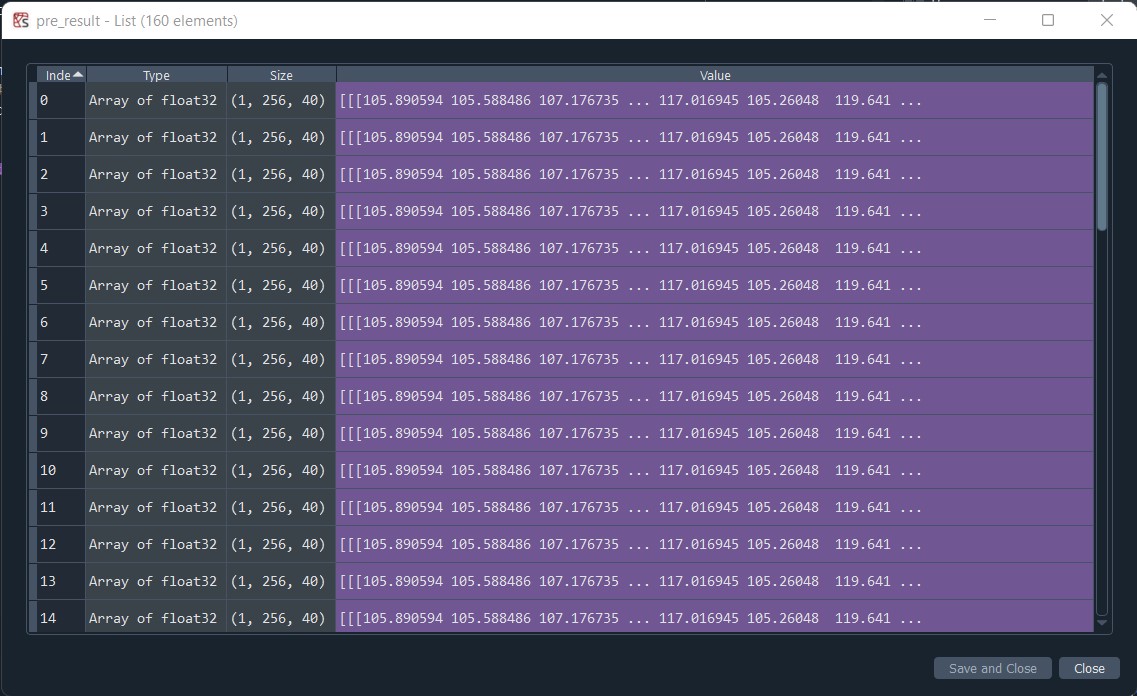 pre_result - List (160 elements)
Inde Type Size Value
0 Array of float32 (1, 256, 40) [[[105.890594 105.588486 107.176735 ... 117.016945 105.26048  119.641 ...
1 Array of float32 (1, 256, 40) [[[105.890594 105.588486 107.176735 ... 117.016945 105.26048  119.641 ...
2 Array of float32 (1, 256, 40) [[[105.890594 105.588486 107.176735 ... 117.016945 105.26048  119.641 ...
3 Array of float32 (1, 256, 40) [[[105.890594 105.588486 107.176735 ... 117.016945 105.26048  119.641 ...
4 Array of float32 (1, 256, 40) [[[105.890594 105.588486 107.176735 ... 117.016945 105.26048  119.641 ...
5 Array of float32 (1, 256, 40) [[[105.890594 105.588486 107.176735 ... 117.016945 105.26048  119.641 ...
6 Array of float32 (1, 256, 40) [[[105.890594 105.588486 107.176735 ... 117.016945 105.26048  119.641 ...
7 Array of float32 (1, 256, 40) [[[105.890594 105.588486 107.176735 ... 117.016945 105.26048  119.641 ...
8 Array of float32 (1, 256, 40) [[[105.890594 105.588486 107.176735 ... 117.016945 105.26048  119.641 ...
9 Array of float32 (1, 256, 40) [[[105.890594 105.588486 107.176735 ... 117.016945 105.26048  119.641 ...
10 Array of float32 (1, 256, 40) [[[105.890594 105.588486 107.176735 ... 117.016945 105.26048  119.641 ...
11 Array of float32 (1, 256, 40) [[[105.890594 105.588486 107.176735 ... 117.016945 105.26048  119.641 ...
12 Array of float32 (1, 256, 40) [[[105.890594 105.588486 107.176735 ... 117.016945 105.26048  119.641 ...
13 Array of float32 (1, 256, 40) [[[105.890594 105.588486 107.176735 ... 117.016945 105.26048  119.641 ...
14 Array of float32 (1, 256, 40) [[[105.890594 105.588486 107.176735 ... 117.016945 105.26048  119.641 ...
Save and Close Close